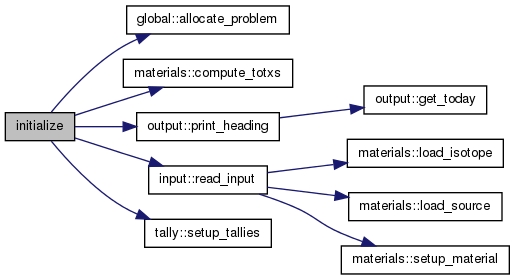 global::allocate_problem
materials::compute_totxs
output::get_today
initialize
output::print_heading
materials::load_isotope
input::read_input
materials::load_source
tally::setup_tallies
materials::setup_material